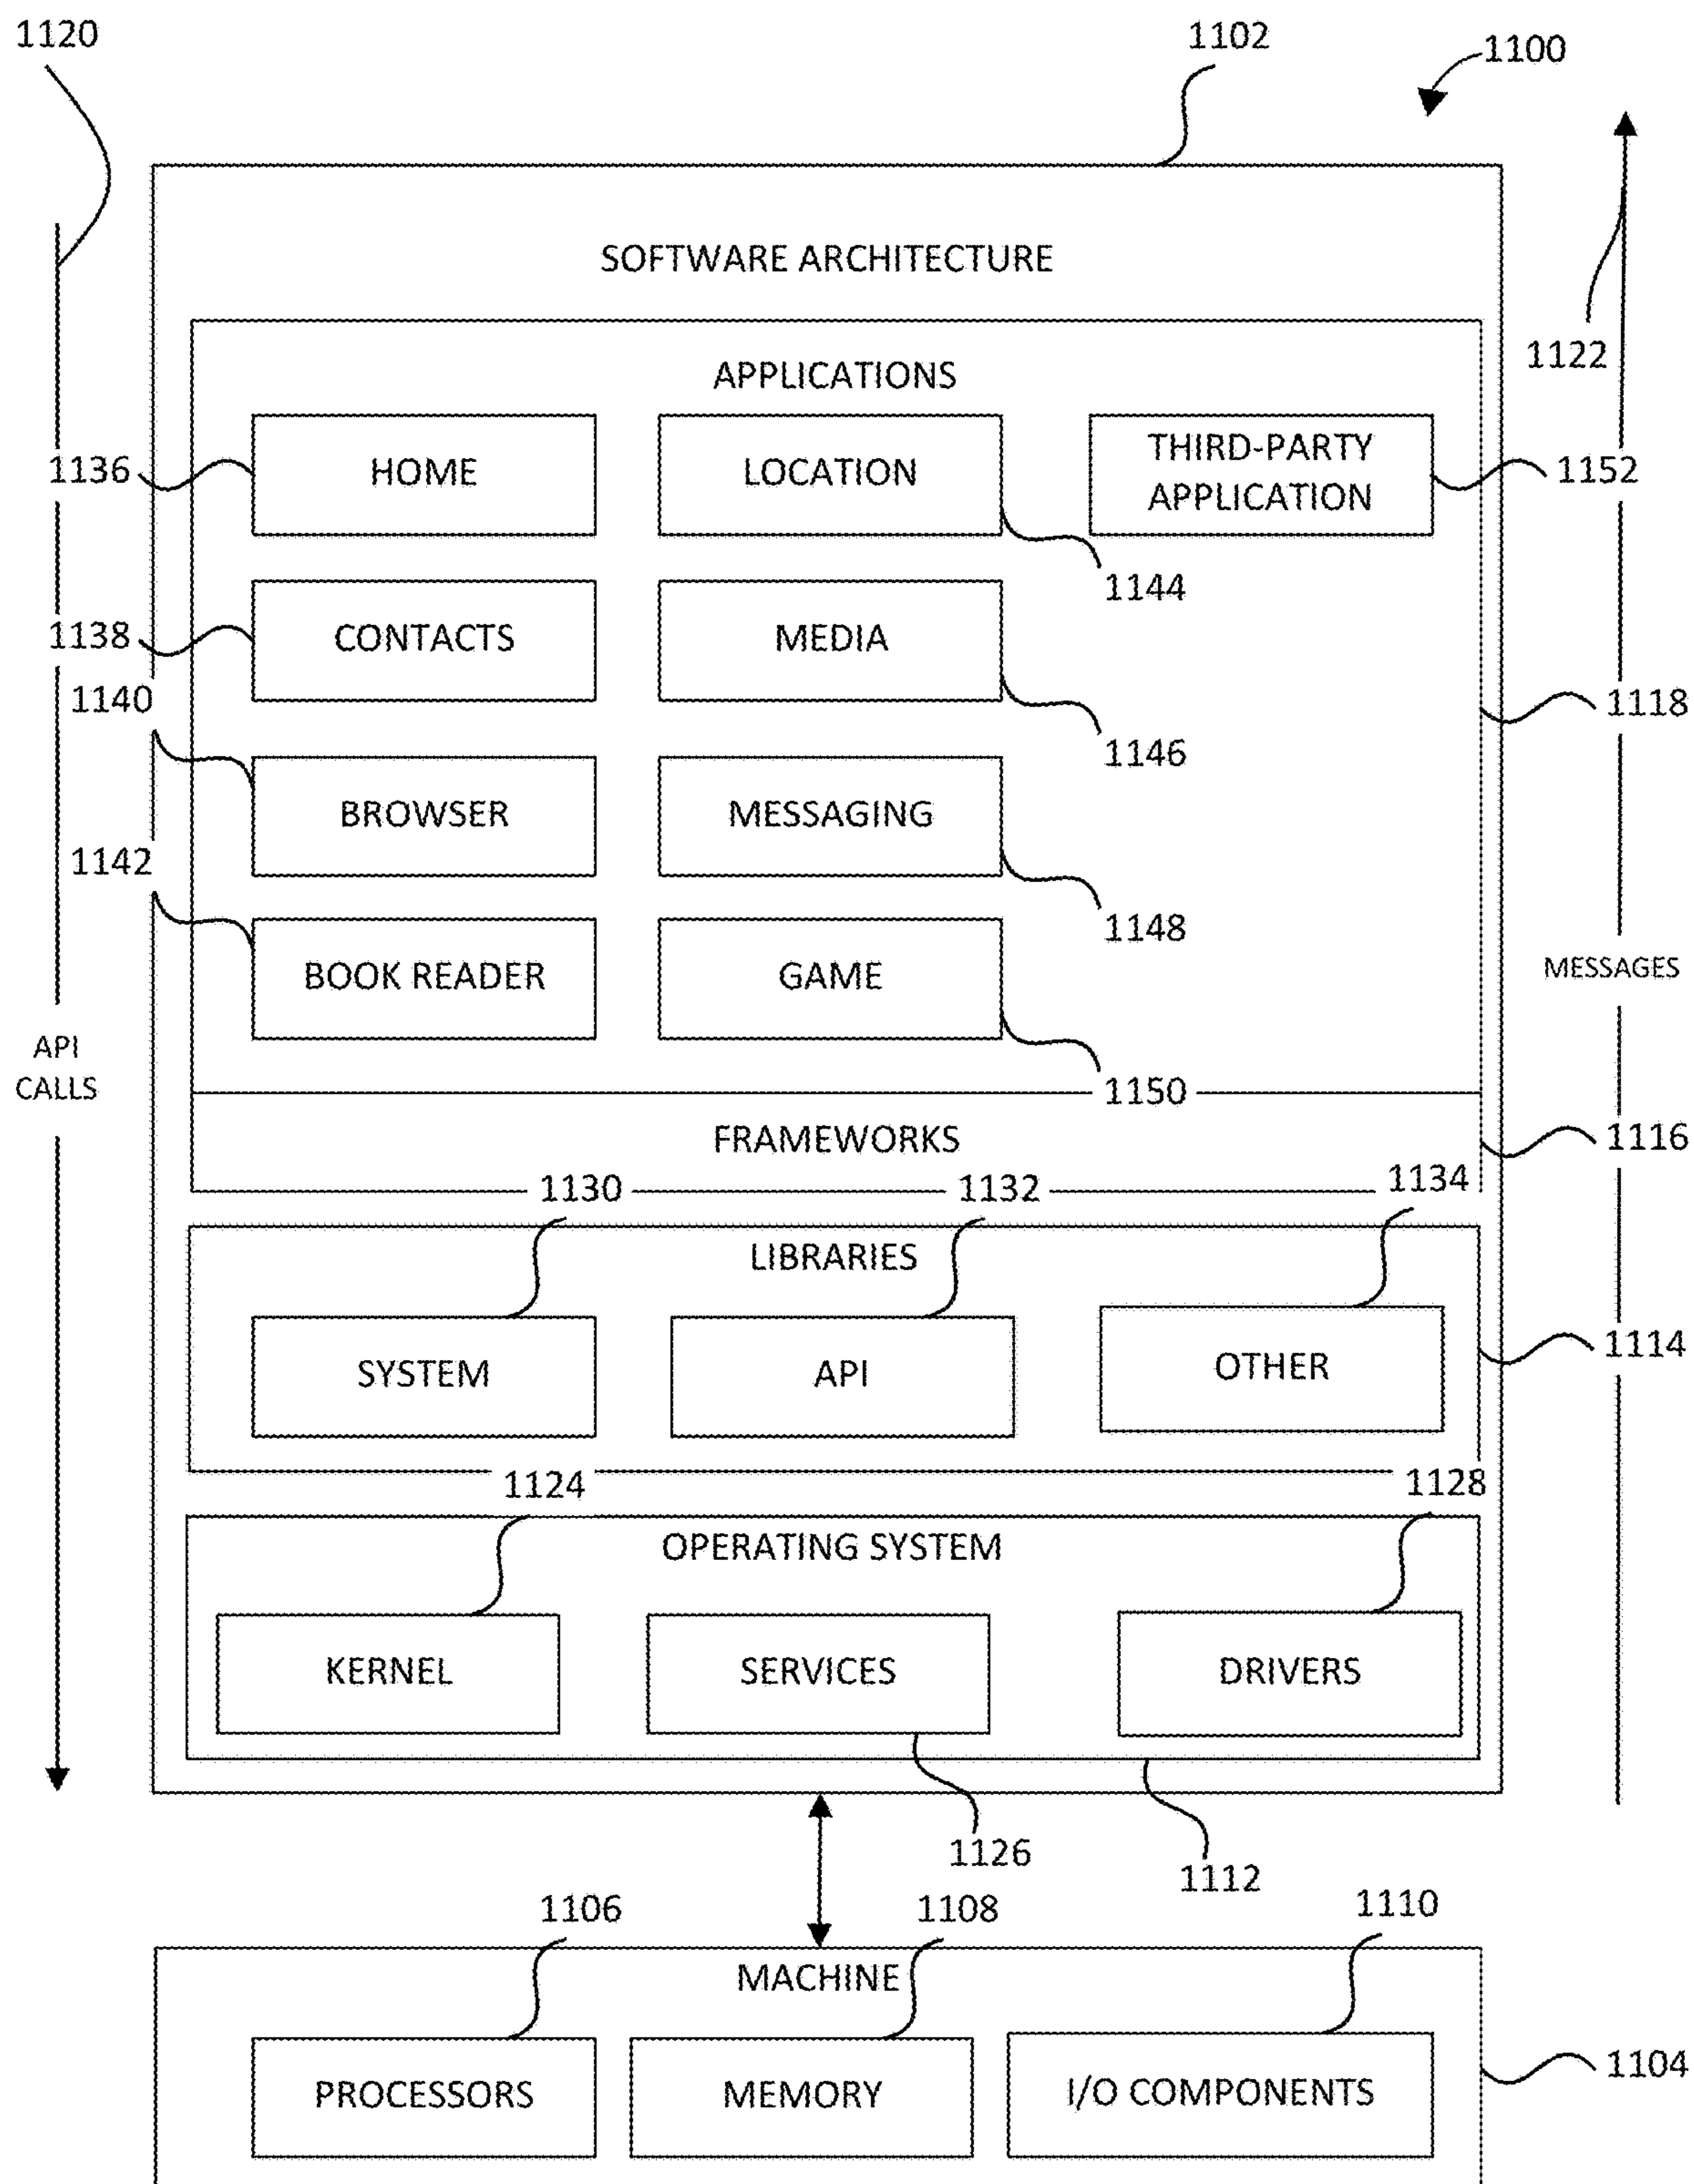 1120
1102
1100
SOFTWARE ARCHITECTURE
1122
APPLICATIONS
1136
HOME
LOCATION
THIRD-PARTY
APPLICATION
1152
1144
1138
CONTACTS
MEDIA
1140
1118
1146
BROWSER
MESSAGING
1142
1148
BOOK READER
GAME
MESSAGES
API
CALLS
1150
FRAMEWORKS
1116
1130
1132
1134
LIBRARIES
SYSTEM
API
OTHER
1114
1124
1128
OPERATING SYSTEM
KERNEL
SERVICES
DRIVERS
1126
1112
1106
1108
1110
MACHINE
PROCESSORS
MEMORY
I/O COMPONENTS
1104